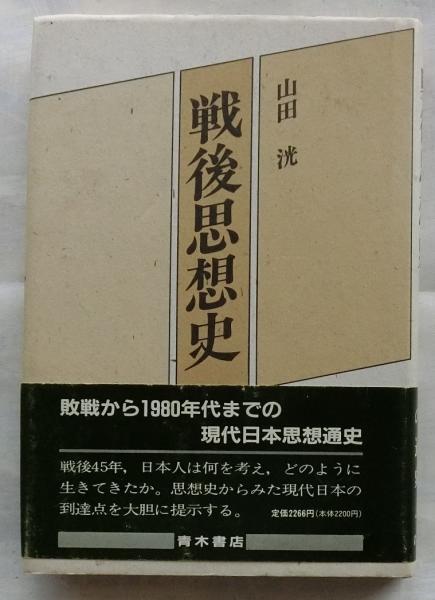 山田 洸
戦後思想史
敗戦から1980年代までの
現代日本思想通史
戦後45年，日本人は何を考え，どのように
生きてきたか。思想史からみた現代日本の
到達点を大胆に提示する。 定価2266円(本体2200円)
青木書店